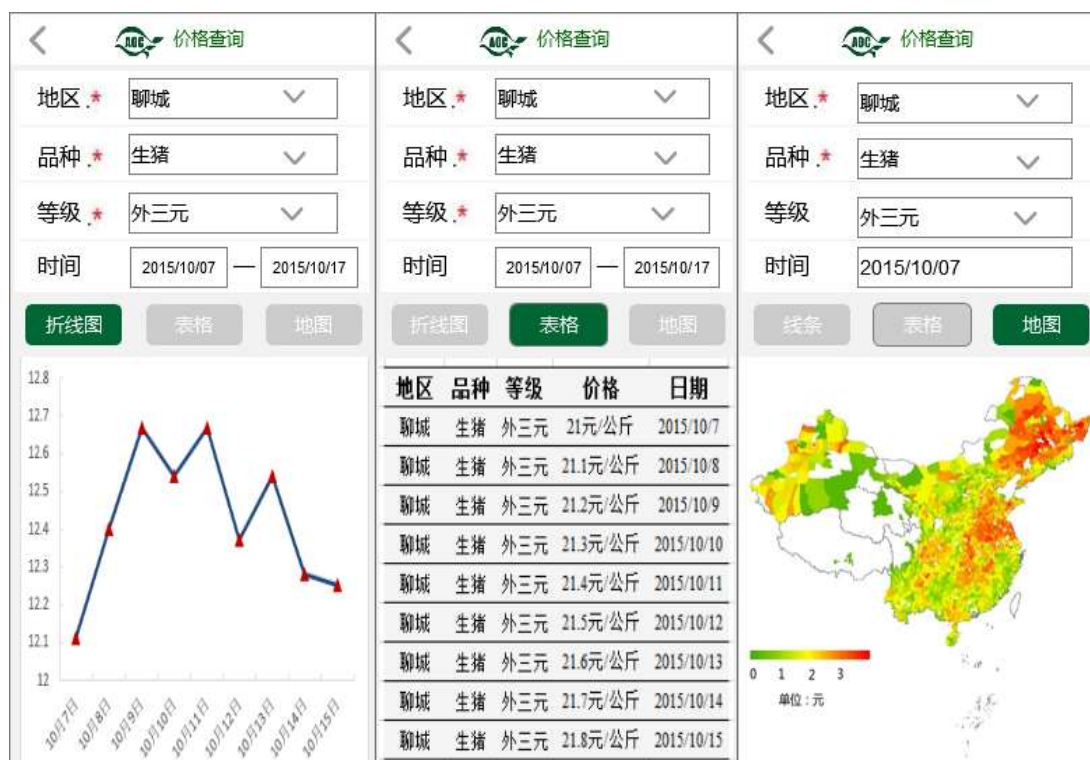 AOC 价格查询
地区.* 聊城
品种.* 生猪
等级.* 外三元
时间 2015/10/07 — 2015/10/17
折线图 表格 地图
12.8
12.7
12.6
12.5
12.4
12.3
12.2
12.1
12
10月7日 10月8日 10月9日 10月10日 10月11日 10月12日 10月13日 10月14日 10月15日
AOC 价格查询
地区.* 聊城
品种.* 生猪
等级.* 外三元
时间 2015/10/07 — 2015/10/17
折线图 表格 地图
地区 品种 等级 价格 日期
聊城 生猪 外三元 21元/公斤 2015/10/7
聊城 生猪 外三元 21.1元/公斤 2015/10/8
聊城 生猪 外三元 21.2元/公斤 2015/10/9
聊城 生猪 外三元 21.3元/公斤 2015/10/10
聊城 生猪 外三元 21.4元/公斤 2015/10/11
聊城 生猪 外三元 21.5元/公斤 2015/10/12
聊城 生猪 外三元 21.6元/公斤 2015/10/13
聊城 生猪 外三元 21.7元/公斤 2015/10/14
聊城 生猪 外三元 21.8元/公斤 2015/10/15
AOC 价格查询
地区.* 聊城
品种.* 生猪
等级 外三元
时间 2015/10/07
线条 表格 地图
0 1 2 3
单位:元